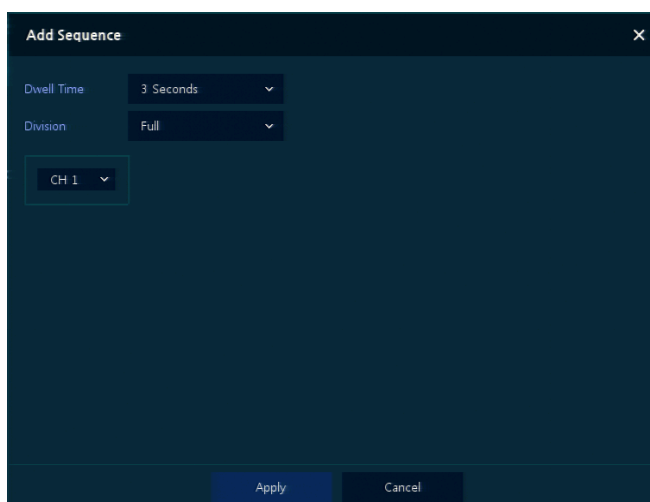 Add Sequence
Dwell Time 3 Seconds
Division Full
CH 1
Apply Cancel